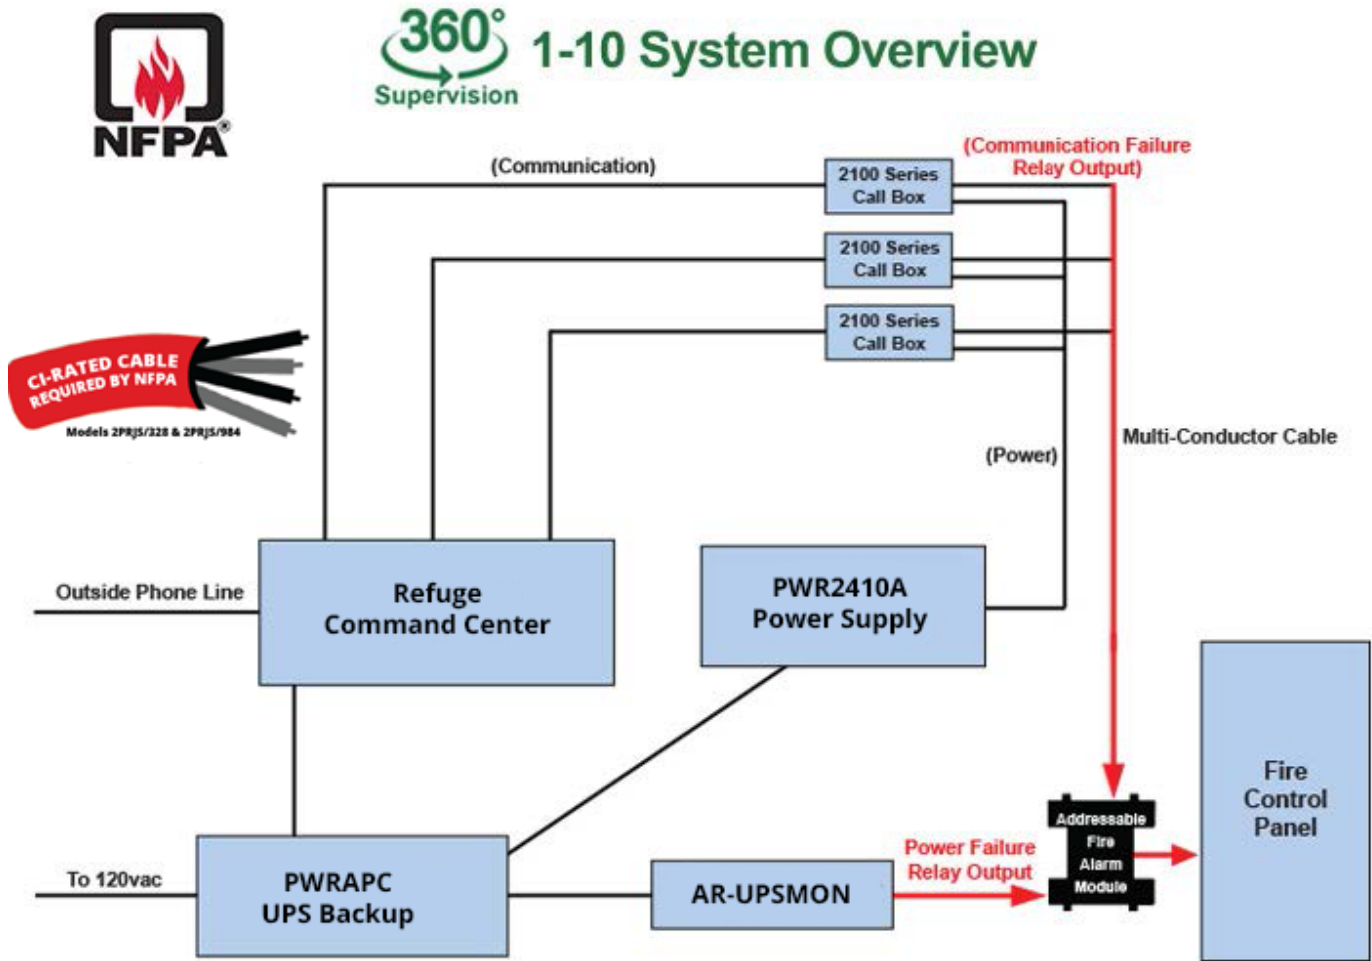 NFPA®
360°
Supervision
1-10 System Overview
(Communication)
2100 Series
Call Box
(Communication Failure
Relay Output)
2100 Series
Call Box
2100 Series
Call Box
CI-RATED CABLE
REQUIRED BY NFPA
Models 2PRJS/328 & 2PRJS/984
Multi-Conductor Cable
(Power)
Outside Phone Line
Refuge
Command Center
PWR2410A
Power Supply
Fire
Control
Panel
Addressable
Fire
Alarm
Module
Power Failure
Relay Output
To 120vac
PWRAPC
UPS Backup
AR-UPSMON